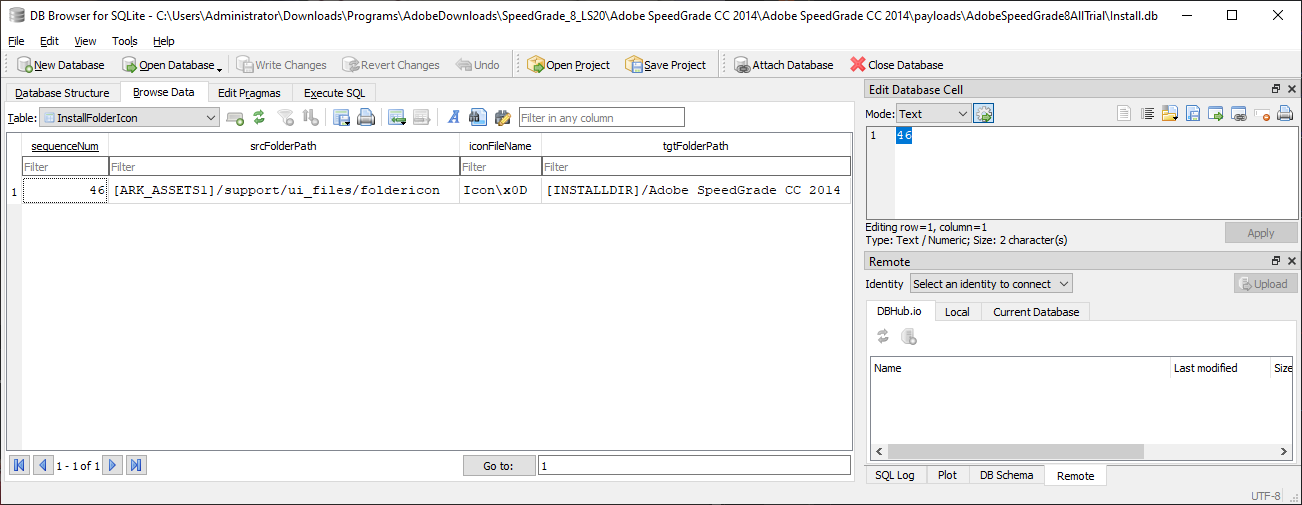 DB Browser for SQLite - C:\Users\Administrator\Downloads\Programs\AdobeDownloads\SpeedGrade_8_LS20\Adobe SpeedGrade CC 2014\Adobe SpeedGrade CC 2014\payloads\AdobeSpeedGrade8AllTrial\Install.db
File Edit View Tools Help
New Database Open Database Write Changes Revert Changes Undo Open Project Save Project Attach Database Close Database
Database Structure Browse Data Edit Pragmas Execute SQL
Table: InstallFolderIcon Filter in any column
sequenceNum srcFolderPath iconFileName tgtFolderPath
Filter Filter Filter Filter
1 46 [ARK_ASSETS1]/support/ui_files/foldericon Icon\x0D [INSTALLDIR]/Adobe SpeedGrade CC 2014
1 - 1 of 1 Go to: 1
Edit Database Cell
Mode: Text
1 46
Editing row=1, column=1
Type: Text / Numeric; Size: 2 character(s)
Apply
Remote
Identity Select an identity to connect Upload
DBHub.io Local Current Database
Name Last modified Size
SQL Log Plot DB Schema Remote
UTF-8